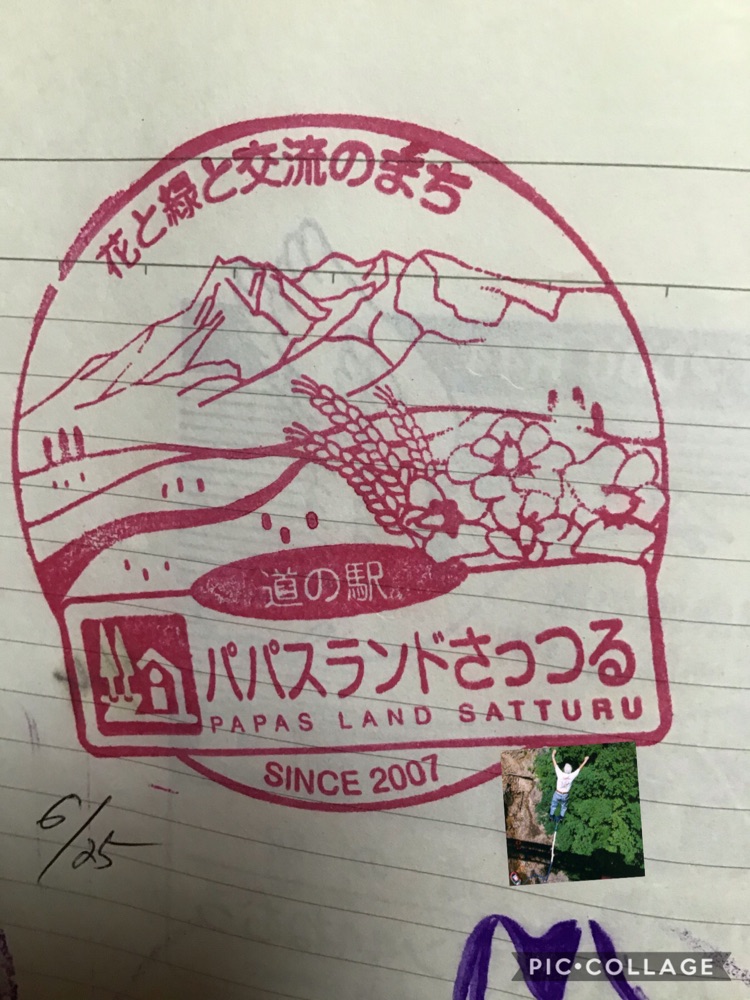 花と緑と交流のまち
道の駅
パパスランドさっつる
PAPAS LAND SATTURU
SINCE 2007
6/25
PIC•COLLAGE